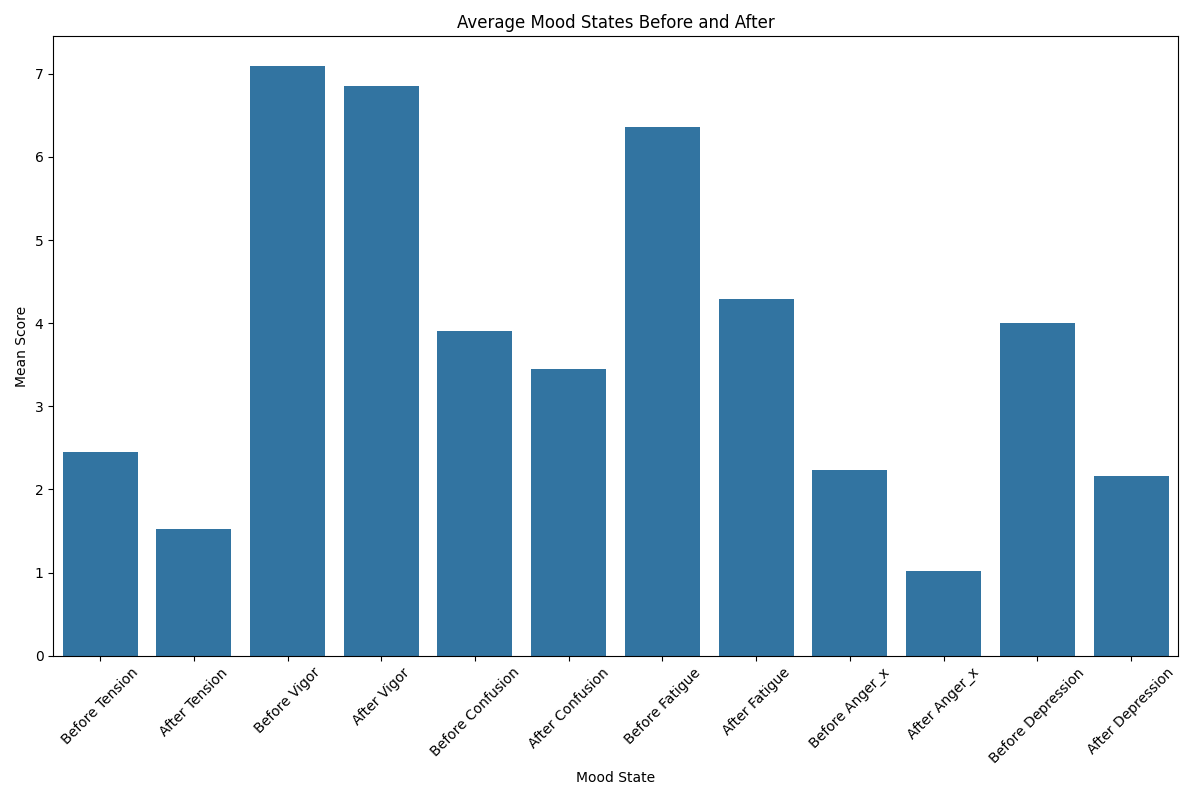 Average Mood States Before and After
Mean Score
7
6
5
4
3
2
1
0
Before Tension
After Tension
Before Vigor
After Vigor
Before Confusion
After Confusion
Before Fatigue
After Fatigue
Before Anger_x
After Anger_x
Before Depression
After Depression
Mood State